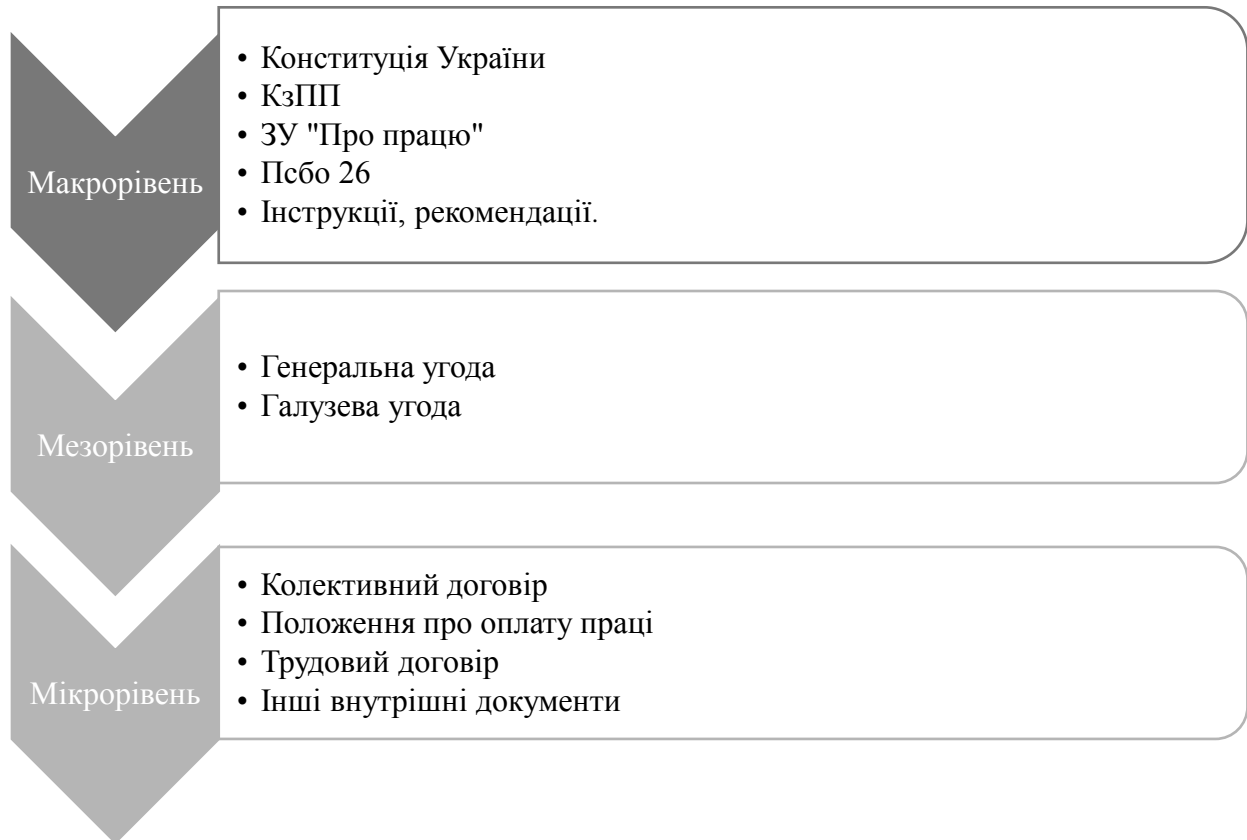 Макрорівень
• Конституція України
• КзПП
• ЗУ "Про працю"
• Псбо 26
• Інструкції, рекомендації.
Мезорівень
• Генеральна угода
• Галузева угода
Мікрорівень
• Колективний договір
• Положення про оплату праці
• Трудовий договір
• Інші внутрішні документи